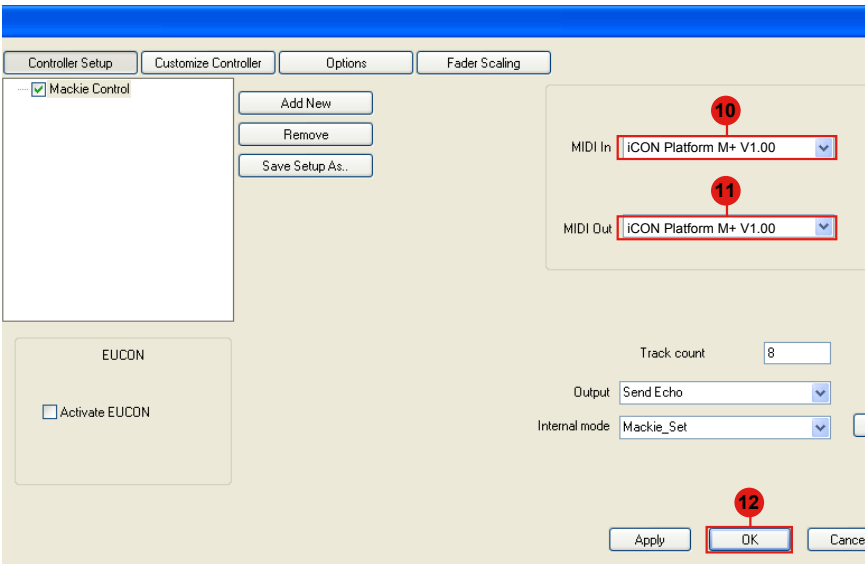 Controller Setup
Customize Controller
Options
Fader Scaling
Mackie Control
Add New
Remove
Save Setup As..
10
MIDI In
iCON Platform M+ V1.00
11
MIDI Out
iCON Platform M+ V1.00
EUCON
Activate EUCON
Track count
8
Output
Send Echo
Internal mode
Mackie_Set
12
Apply
OK
Cance